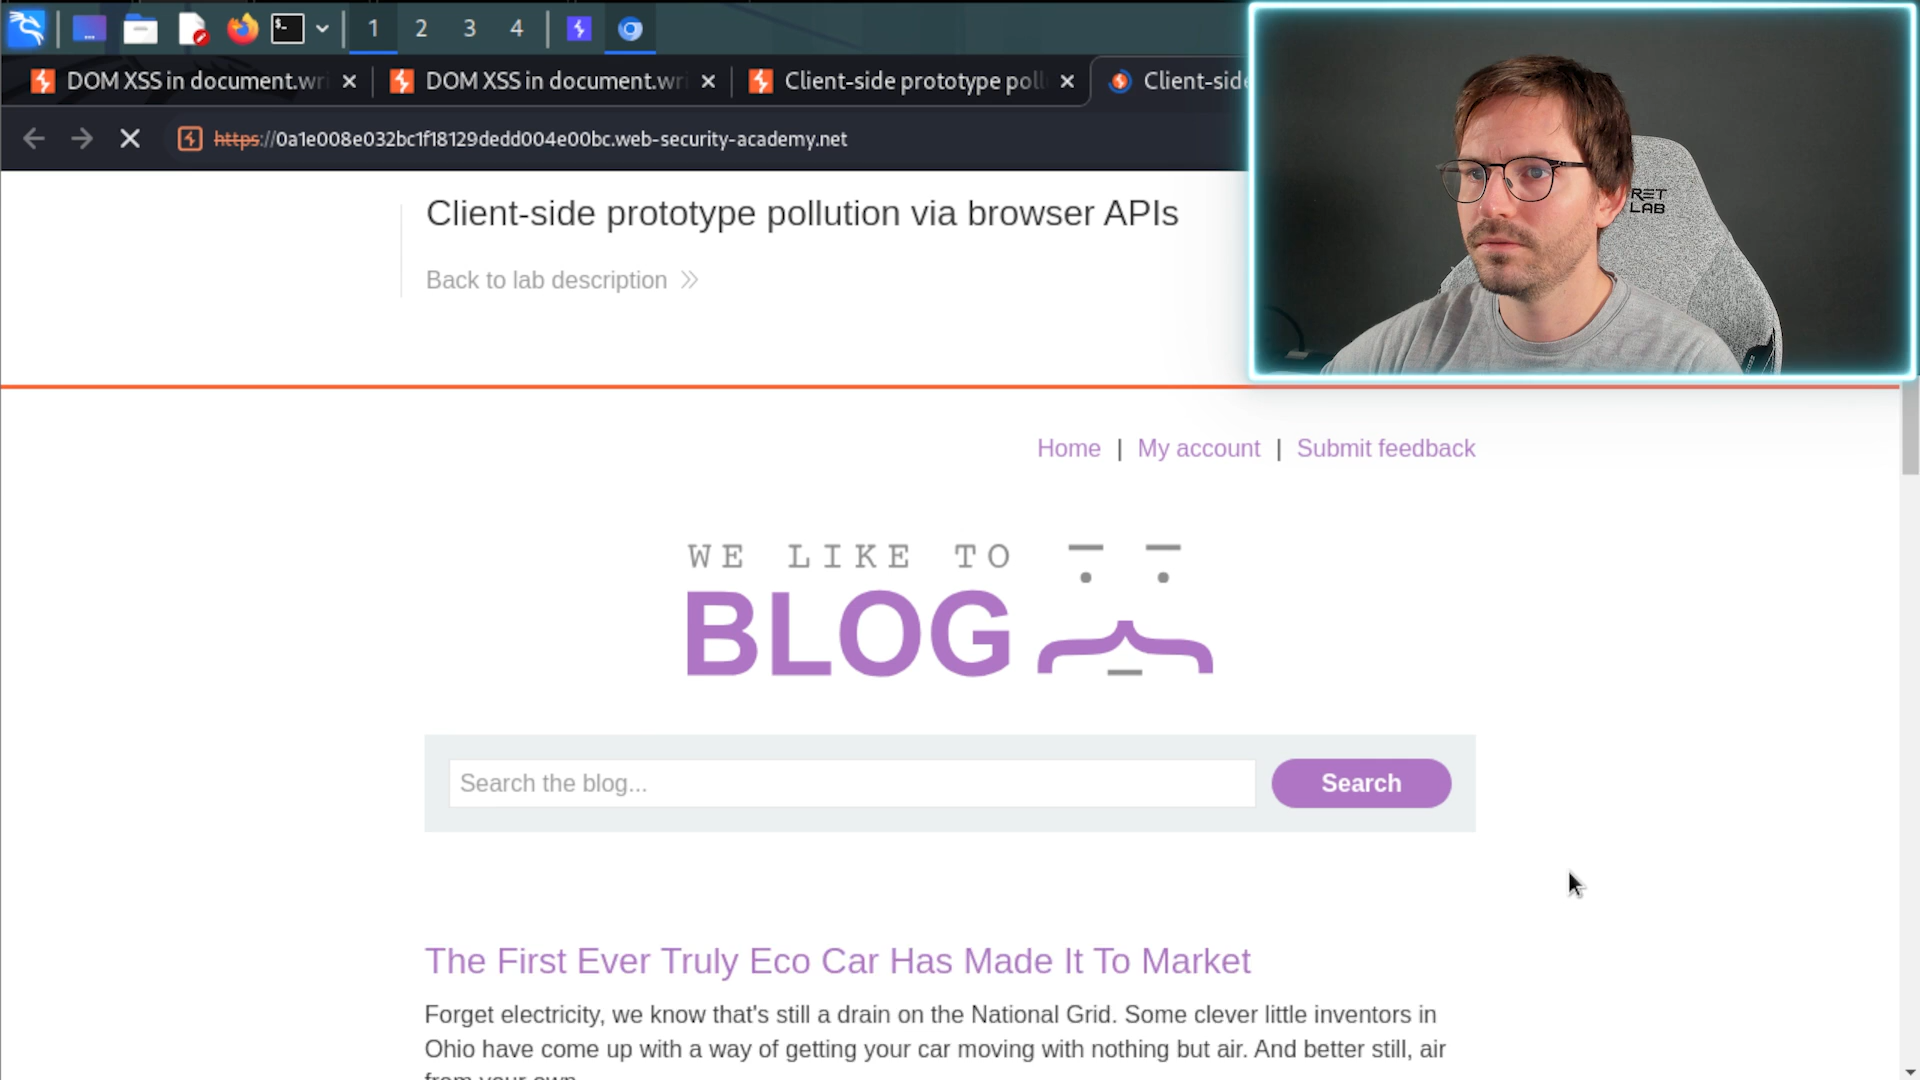 1 2 3 4
DOM XSS in document.wri
DOM XSS in document.wri
Client-side prototype poll
Client-side
https://0a1e008e032bc1f18129dedd004e00bc.web-security-academy.net
Client-side prototype pollution via browser APIs
Back to lab description
RET
LAB
Home | My account | Submit feedback
WE LIKE TO
BLOG
Search the blog...
Search
The First Ever Truly Eco Car Has Made It To Market
Forget electricity, we know that's still a drain on the National Grid. Some clever little inventors in
Ohio have come up with a way of getting your car moving with nothing but air. And better still, air
from your own